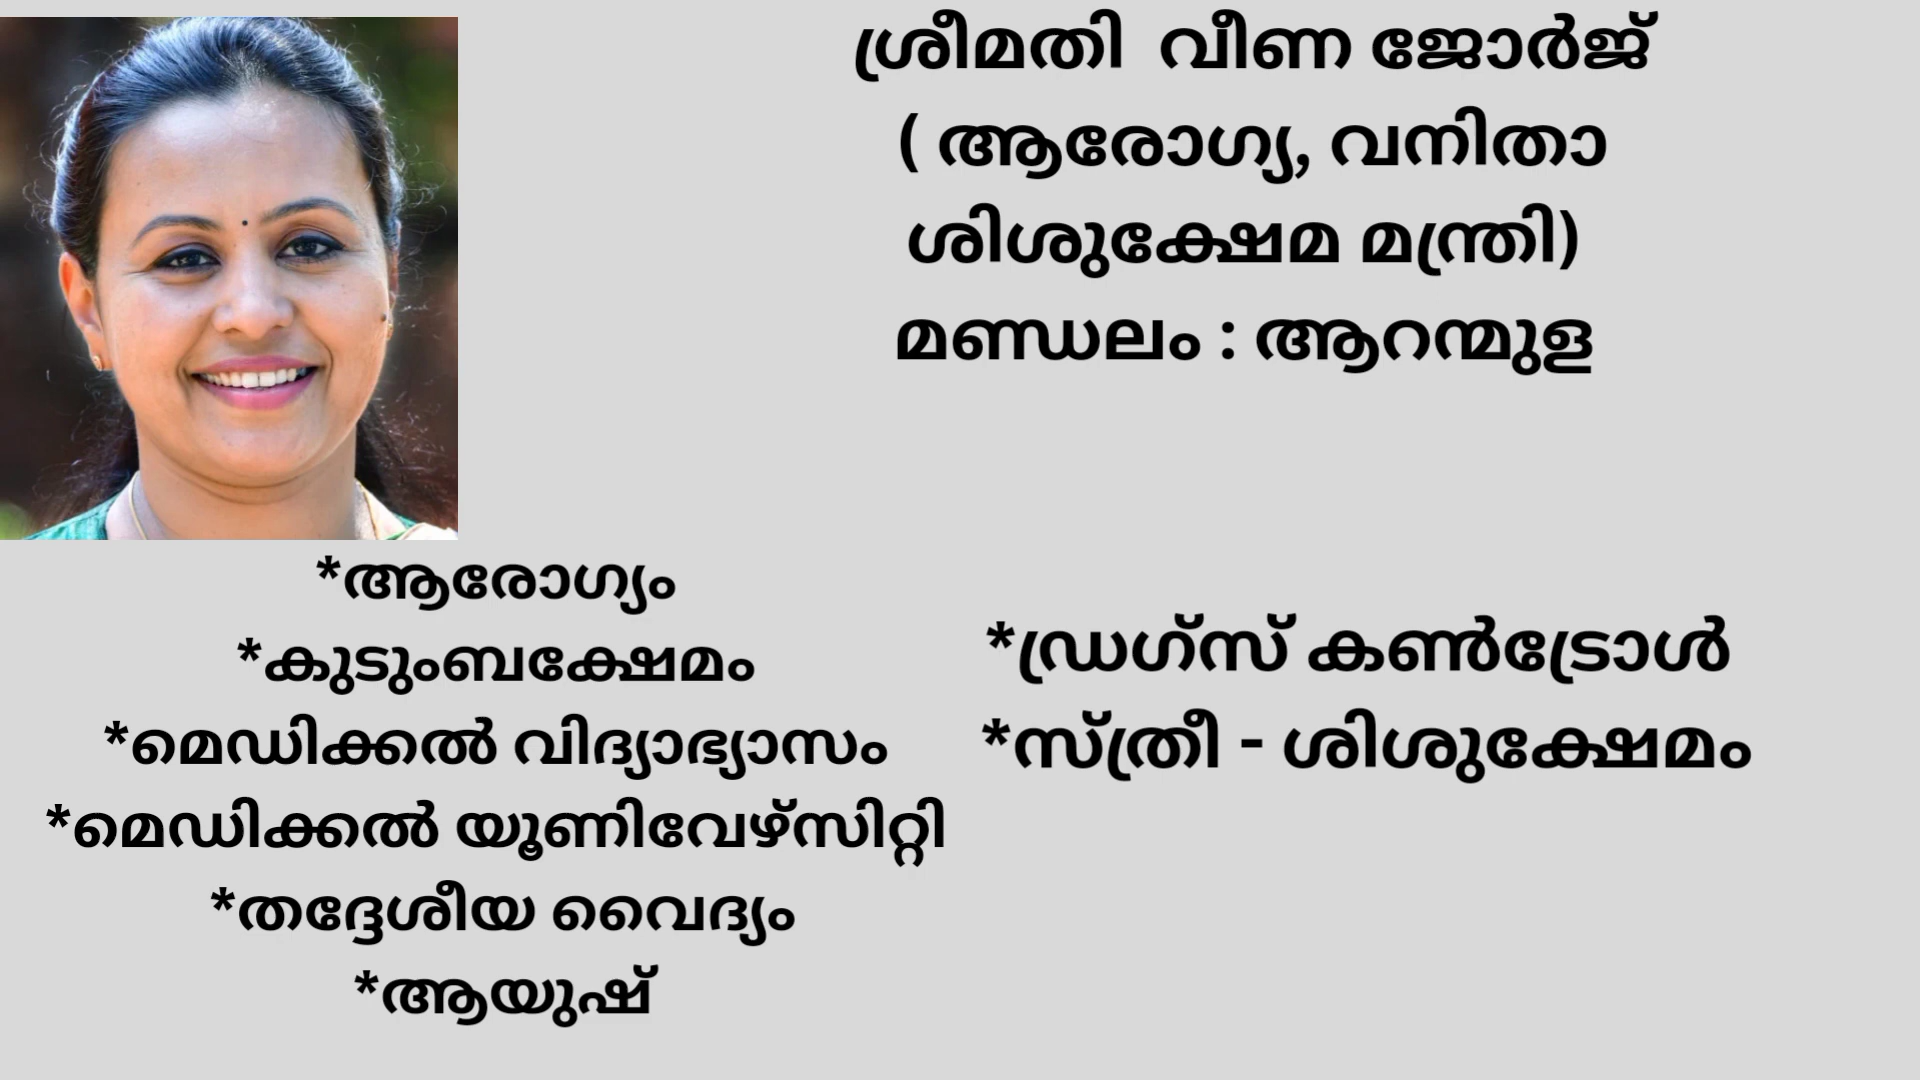 ശ്രീമതി വീണ ജോർജ്
( ആരോഗ്യ, വനിതാ
ശിശുക്ഷേമ മന്ത്രി)
മണ്ഡലം : ആറന്മുള
*ആരോഗ്യം
*കുടുംബക്ഷേമം
*മെഡിക്കൽ വിദ്യാഭ്യാസം
*മെഡിക്കൽ യൂണിവേഴ്സിറ്റി
*തദ്ദേശീയ വൈദ്യം
*ആയുഷ്
*ഡ്രഗ്സ് കൺട്രോൾ
*സ്ത്രീ - ശിശുക്ഷേമം